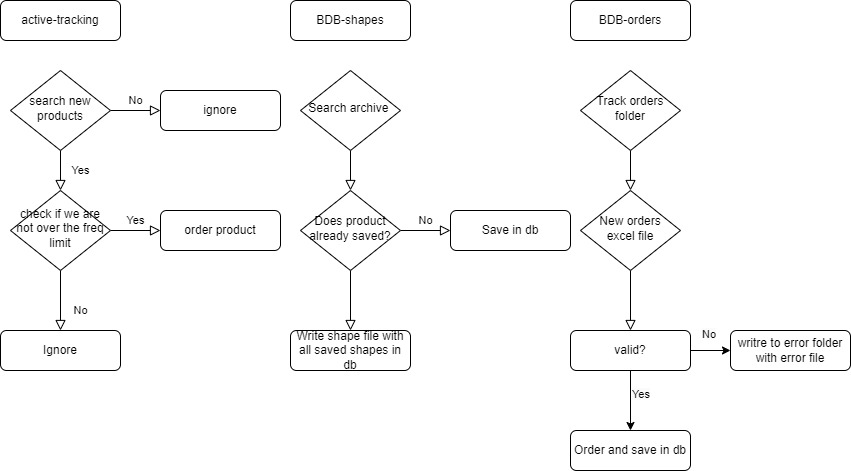 active-tracking
search new
products
No
ignore
Yes
check if we are
not over the freq
limit
Yes
order product
No
Ignore
BDB-shapes
Search archive
Does product
already saved?
No
Save in db
Write shape file with
all saved shapes in
db
BDB-orders
Track orders
folder
New orders
excel file
valid?
No
writre to error folder
with error file
Yes
Order and save in db